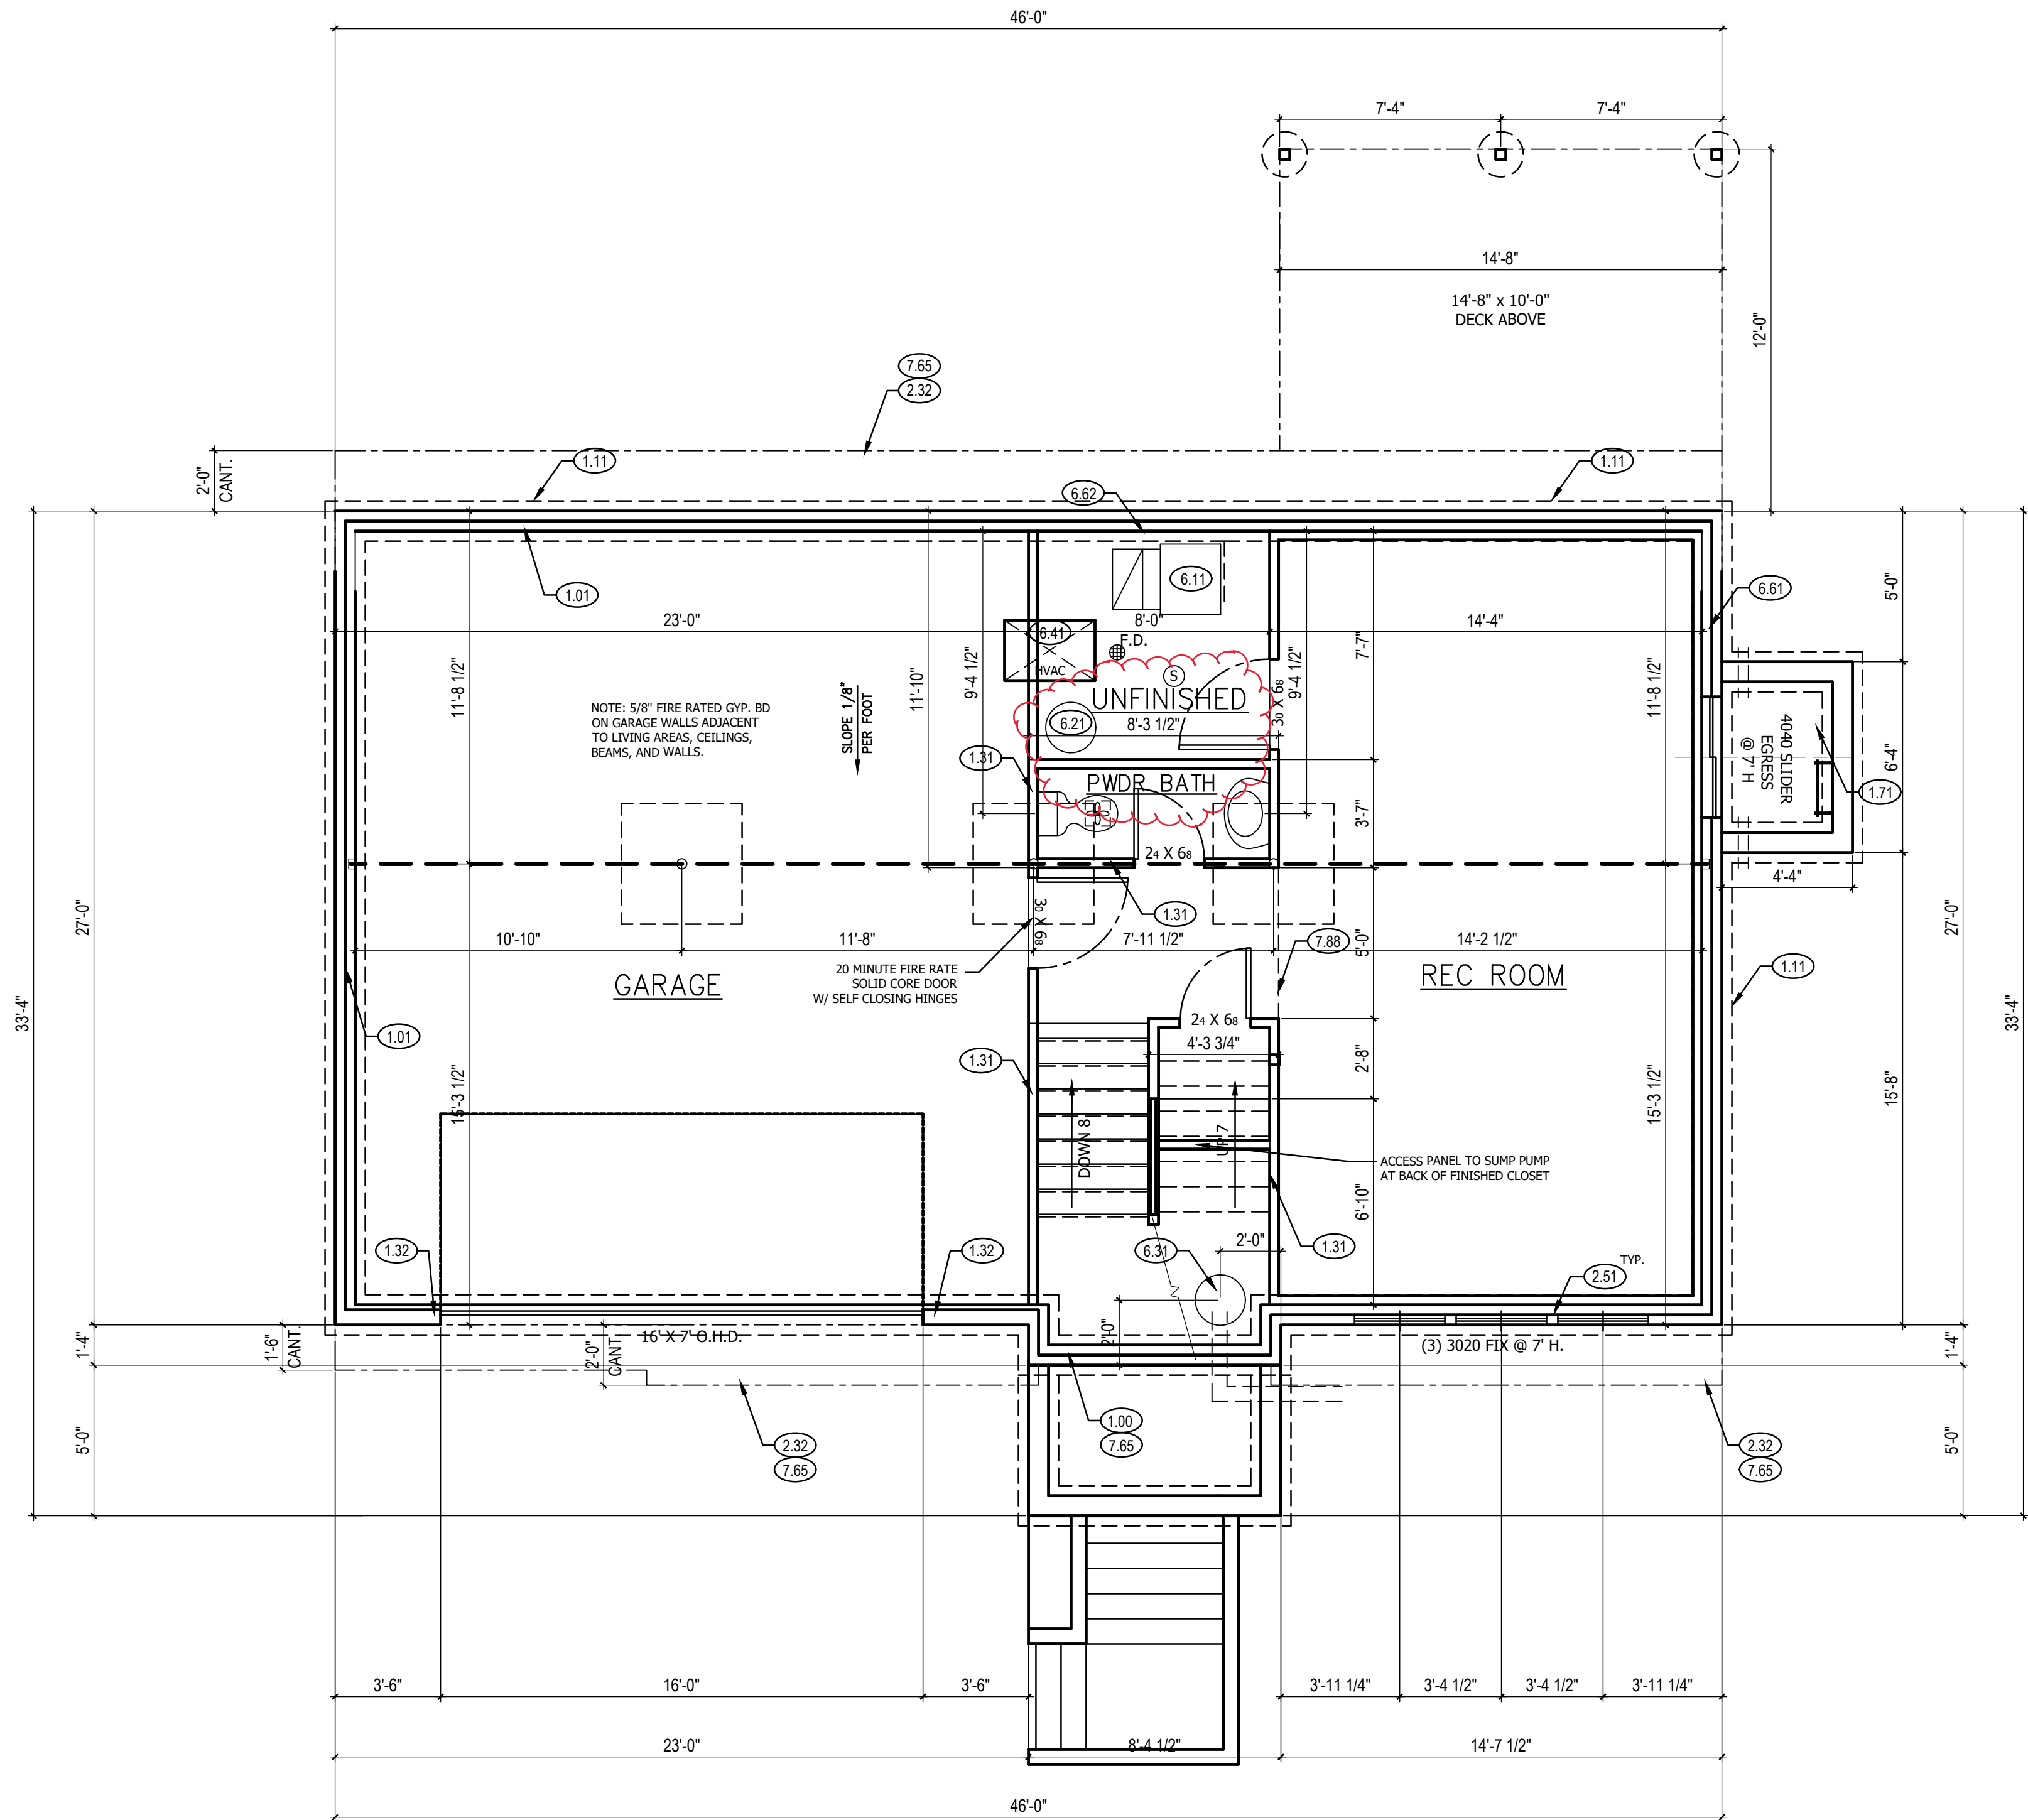 46'-0"
7'-4"
7'-4"
14'-8"
14'-8" x 10'-0"
DECK ABOVE
12'-0"
7.65
2.32
2'-0"
CANT.
1.11
1.11
6.62
1.01
6.11
6.61
5'-0"
23'-0"
8'-0"
14'-4"
6.41
HVAC
F.D.
S
UNFINISHED
8'-3 1/2"
6.21
30 X 68
7'-7"
9'-4 1/2"
9'-4 1/2"
11'-8 1/2"
11'-10"
11'-8 1/2"
NOTE: 5/8" FIRE RATED GYP. BD
ON GARAGE WALLS ADJACENT
TO LIVING AREAS, CEILINGS,
BEAMS, AND WALLS.
SLOPE 1/8"
PER FOOT
1.31
PWDR BATH
3'-7"
4040 SLIDER
EGRESS
@ 7' H
6'-4"
1.71
24 X 68
4'-4"
27'-0"
33'-4"
30 X 68
1.31
10'-10"
11'-8"
7'-11 1/2"
7.88
5'-0"
14'-2 1/2"
27'-0"
33'-4"
20 MINUTE FIRE RATE
SOLID CORE DOOR
W/ SELF CLOSING HINGES
GARAGE
REC ROOM
1.11
1.01
24 X 68
4'-3 3/4"
1.31
2'-8"
15'-3 1/2"
15'-3 1/2"
15'-8"
DOWN 8
UP 7
ACCESS PANEL TO SUMP PUMP
AT BACK OF FINISHED CLOSET
6'-10"
1.32
1.32
6.31
2'-0"
1.31
TYP.
2.51
2'-0"
1'-4"
1'-6"
CANT.
2'-0"
CANT.
16' X 7' O.H.D.
(3) 3020 FIX @ 7' H.
1'-4"
5'-0"
2.32
7.65
1.00
7.65
2.32
7.65
5'-0"
3'-6"
16'-0"
3'-6"
3'-11 1/4"
3'-4 1/2"
3'-4 1/2"
3'-11 1/4"
23'-0"
8'-4 1/2"
14'-7 1/2"
46'-0"